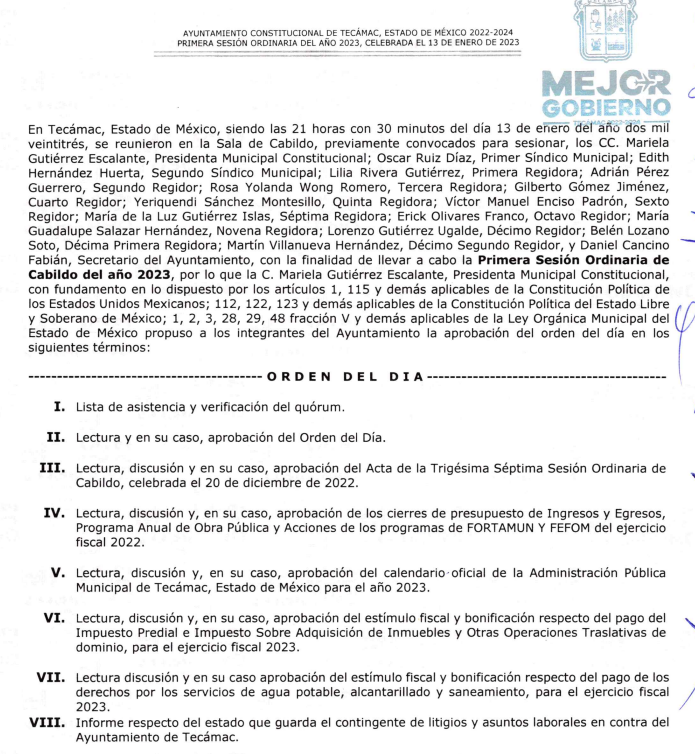 AYUNTAMIENTO CONSTITUCIONAL DE TECÁMAC, ESTADO DE MÉXICO 2022-2024
PRIMERA SESIÓN ORDINARIA DEL AÑO 2023, CELEBRADA EL 13 DE ENERO DE 2023
MEJOR
GOBIERNO
TECÁMAC 2022-2024
En Tecámac, Estado de México, siendo las 21 horas con 30 minutos del día 13 de enero del año dos mil
veintitrés, se reunieron en la Sala de Cabildo, previamente convocados para sesionar, los CC. Mariela
Gutiérrez Escalante, Presidenta Municipal Constitucional; Oscar Ruiz Díaz, Primer Síndico Municipal; Edith
Hernández Huerta, Segundo Síndico Municipal; Lilia Rivera Gutiérrez, Primera Regidora; Adrián Pérez
Guerrero, Segundo Regidor; Rosa Yolanda Wong Romero, Tercera Regidora; Gilberto Gómez Jiménez,
Cuarto Regidor; Yeriquendi Sánchez Montesillo, Quinta Regidora; Víctor Manuel Enciso Padrón, Sexto
Regidor; María de la Luz Gutiérrez Islas, Séptima Regidora; Erick Olivares Franco, Octavo Regidor; María
Guadalupe Salazar Hernández, Novena Regidora; Lorenzo Gutiérrez Ugalde, Décimo Regidor; Belén Lozano
Soto, Décima Primera Regidora; Martín Villanueva Hernández, Décimo Segundo Regidor, y Daniel Cancino
Fabián, Secretario del Ayuntamiento, con la finalidad de llevar a cabo la Primera Sesión Ordinaria de
Cabildo del año 2023, por lo que la C. Mariela Gutiérrez Escalante, Presidenta Municipal Constitucional,
con fundamento en lo dispuesto por los artículos 1, 115 y demás aplicables de la Constitución Política de
los Estados Unidos Mexicanos; 112, 122, 123 y demás aplicables de la Constitución Política del Estado Libre
y Soberano de México; 1, 2, 3, 28, 29, 48 fracción V y demás aplicables de la Ley Orgánica Municipal del
Estado de México propuso a los integrantes del Ayuntamiento la aprobación del orden del día en los
siguientes términos:
----------------------------------------- O R D E N   D E L   D I A ------------------------------------------
I. Lista de asistencia y verificación del quórum.
II. Lectura y en su caso, aprobación del Orden del Día.
III. Lectura, discusión y en su caso, aprobación del Acta de la Trigésima Séptima Sesión Ordinaria de
Cabildo, celebrada el 20 de diciembre de 2022.
IV. Lectura, discusión y, en su caso, aprobación de los cierres de presupuesto de Ingresos y Egresos,
Programa Anual de Obra Pública y Acciones de los programas de FORTAMUN Y FEFOM del ejercicio
fiscal 2022.
V. Lectura, discusión y, en su caso, aprobación del calendario oficial de la Administración Pública
Municipal de Tecámac, Estado de México para el año 2023.
VI. Lectura, discusión y, en su caso, aprobación del estímulo fiscal y bonificación respecto del pago del
Impuesto Predial e Impuesto Sobre Adquisición de Inmuebles y Otras Operaciones Traslativas de
dominio, para el ejercicio fiscal 2023.
VII. Lectura discusión y en su caso aprobación del estímulo fiscal y bonificación respecto del pago de los
derechos por los servicios de agua potable, alcantarillado y saneamiento, para el ejercicio fiscal
2023.
VIII. Informe respecto del estado que guarda el contingente de litigios y asuntos laborales en contra del
Ayuntamiento de Tecámac.